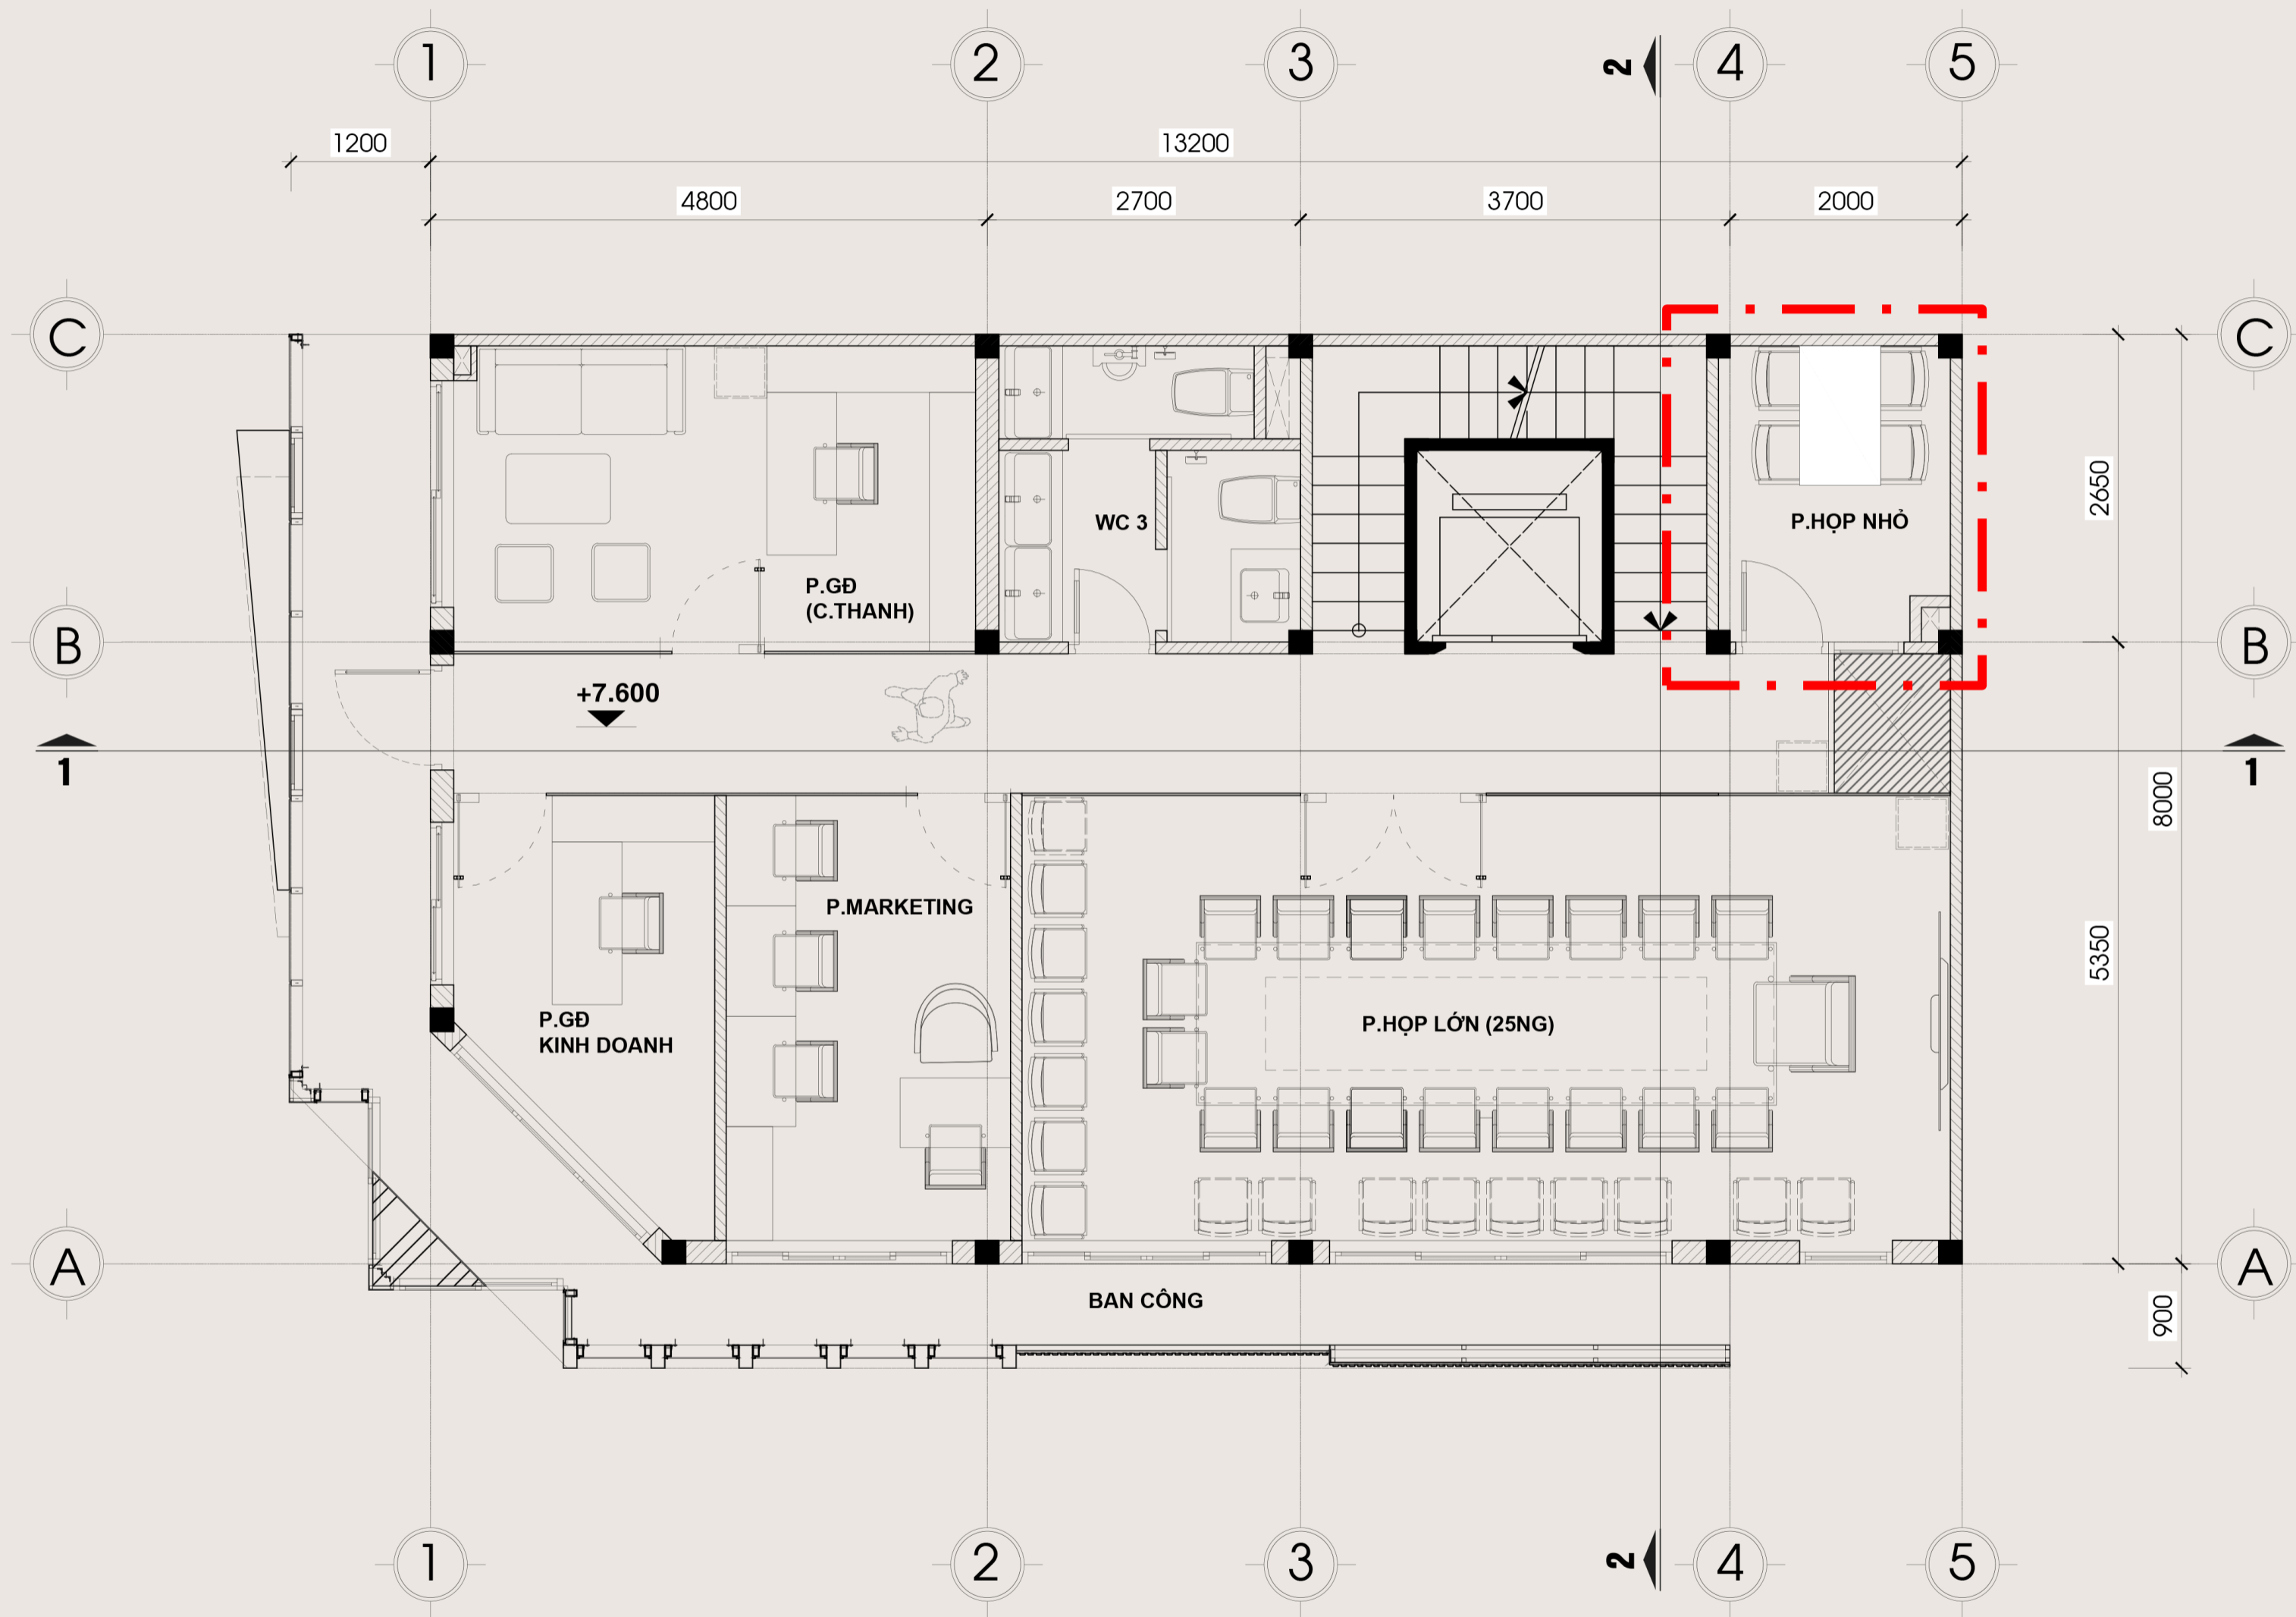 1 2 3 2 4 5
1200 13200
4800 2700 3700 2000
C C
2650
P.HỌP NHỎ
WC 3
P.GĐ
(C.THANH)
B B
+7.600
1 1
8000
P.MARKETING
5350
P.GĐ
KINH DOANH
P.HỌP LỚN (25NG)
A A
BAN CÔNG
900
1 2 3 2 4 5